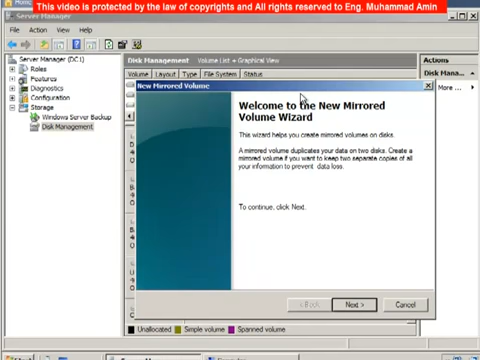 This video is protected by the law of copyrights and All rights reserved to Eng. Muhammad Amin
Server Manager
File Action View Help
Server Manager (DC1)
Roles
Features
Diagnostics
Configuration
Storage
Windows Server Backup
Disk Management
Disk Management Volume List + Graphical View
Volume Layout Type File System Status
Actions
Disk Mana...
More ...
New Mirrored Volume
Welcome to the New Mirrored
Volume Wizard
This wizard helps you create mirrored volumes on disks.
A mirrored volume duplicates your data on two disks. Create a
mirrored volume if you want to keep two separate copies of all
your information to prevent data loss.
To continue, click Next.
< Back Next > Cancel
Unallocated Simple volume Spanned volume